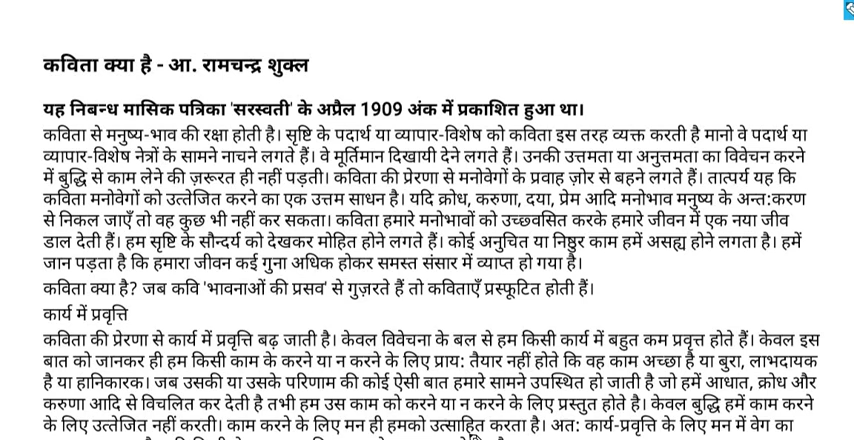 कविता क्या है - आ. रामचन्द्र शुक्ल
यह निबन्ध मासिक पत्रिका 'सरस्वती' के अप्रैल 1909 अंक में प्रकाशित हुआ था।
कविता से मनुष्य-भाव की रक्षा होती है। सृष्टि के पदार्थ या व्यापार-विशेष को कविता इस तरह व्यक्त करती है मानो वे पदार्थ या
व्यापार-विशेष नेत्रों के सामने नाचने लगते हैं। वे मूर्तिमान दिखायी देने लगते हैं। उनकी उत्तमता या अनुत्तमता का विवेचन करने
में बुद्धि से काम लेने की ज़रूरत ही नहीं पड़ती। कविता की प्रेरणा से मनोवेगों के प्रवाह ज़ोर से बहने लगते हैं। तात्पर्य यह कि
कविता मनोवेगों को उत्तेजित करने का एक उत्तम साधन है। यदि क्रोध, करुणा, दया, प्रेम आदि मनोभाव मनुष्य के अन्त:करण
से निकल जाएँ तो वह कुछ भी नहीं कर सकता। कविता हमारे मनोभावों को उच्छवसित करके हमारे जीवन में एक नया जीव
डाल देती हैं। हम सृष्टि के सौन्दर्य को देखकर मोहित होने लगते हैं। कोई अनुचित या निष्ठुर काम हमें असह्य होने लगता है। हमें
जान पड़ता है कि हमारा जीवन कई गुना अधिक होकर समस्त संसार में व्याप्त हो गया है।
कविता क्या है? जब कवि 'भावनाओं की प्रसव' से गुज़रते हैं तो कविताएँ प्रस्फूटित होती हैं।
कार्य में प्रवृत्ति
कविता की प्रेरणा से कार्य में प्रवृत्ति बढ़ जाती है। केवल विवेचना के बल से हम किसी कार्य में बहुत कम प्रवृत्त होते हैं। केवल इस
बात को जानकर ही हम किसी काम के करने या न करने के लिए प्राय: तैयार नहीं होते कि वह काम अच्छा है या बुरा, लाभदायक
है या हानिकारक। जब उसकी या उसके परिणाम की कोई ऐसी बात हमारे सामने उपस्थित हो जाती है जो हमें आधात, क्रोध और
करुणा आदि से विचलित कर देती है तभी हम उस काम को करने या न करने के लिए प्रस्तुत होते है। केवल बुद्धि हमें काम करने
के लिए उत्तेजित नहीं करती। काम करने के लिए मन ही हमको उत्साहित करता है। अत: कार्य-प्रवृत्ति के लिए मन में वेग का